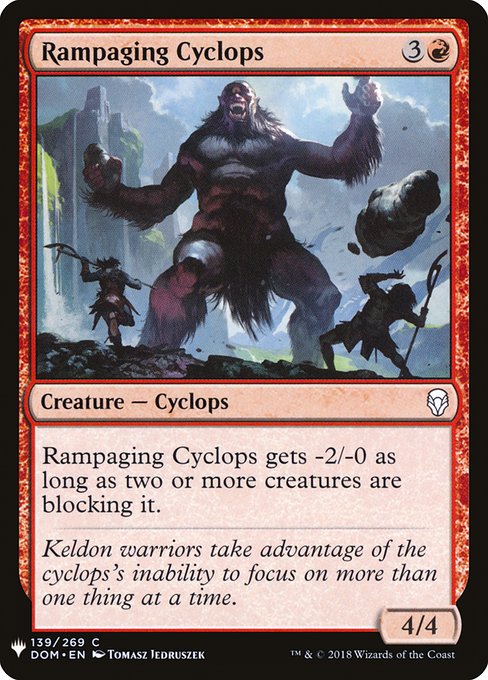 Rampaging Cyclops 3
Creature — Cyclops
Rampaging Cyclops gets -2/-0 as
long as two or more creatures are
blocking it.
Keldon warriors take advantage of the
cyclops's inability to focus on more than
one thing at a time.
4/4
139/269 C
DOM • EN Tomasz Jedruszek
™ & © 2018 Wizards of the Coast